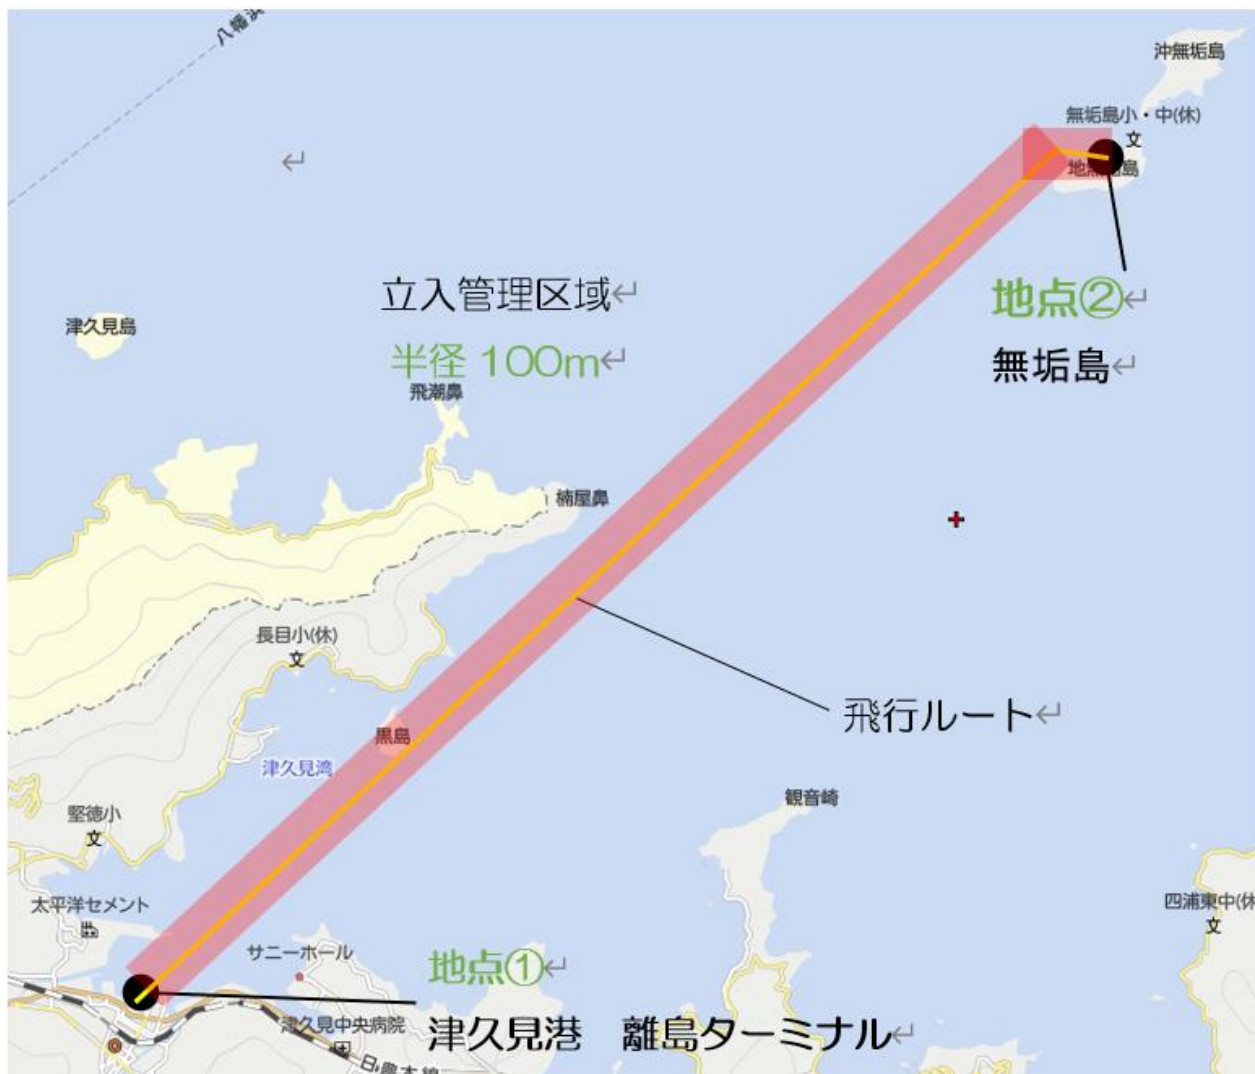 八幡浜
沖無垢島
無垢島小・中(休)
文
地無垢島
立入管理区域↵
半径 100m↵
地点②↵
無垢島↵
津久見島
飛潮鼻
楠屋鼻
長目小(休)
文
飛行ルート↵
黒島
津久見湾
観音崎
堅徳小
文
太平洋セメント
四浦東中(休
文
サニーホール
地点①↵
津久見中央病院
津久見港 離島ターミナル↵
日豊本線